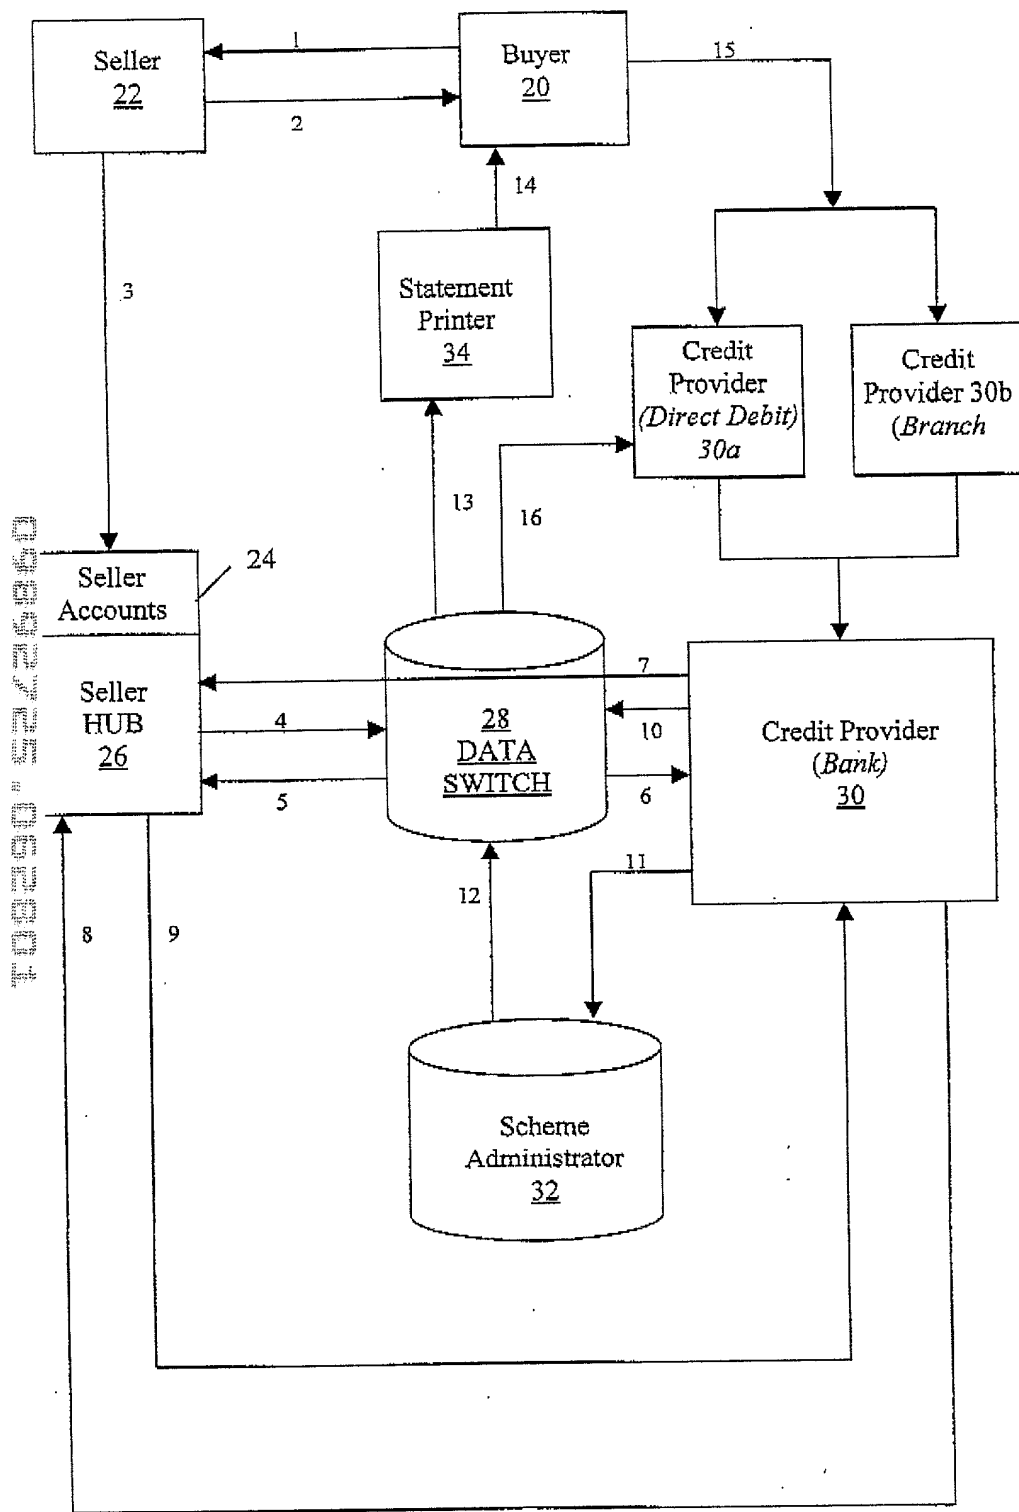 1
Seller
22
Buyer
20
15
2
14
3
Statement
Printer
34
Credit
Provider
(Direct Debit)
30a
Credit
Provider 30b
(Branch
13
16
24
Seller
Accounts
Seller
HUB
26
7
4
28
DATA
SWITCH
10
Credit Provider
(Bank)
30
5
6
11
12
8
9
Scheme
Administrator
32
09892725.062801